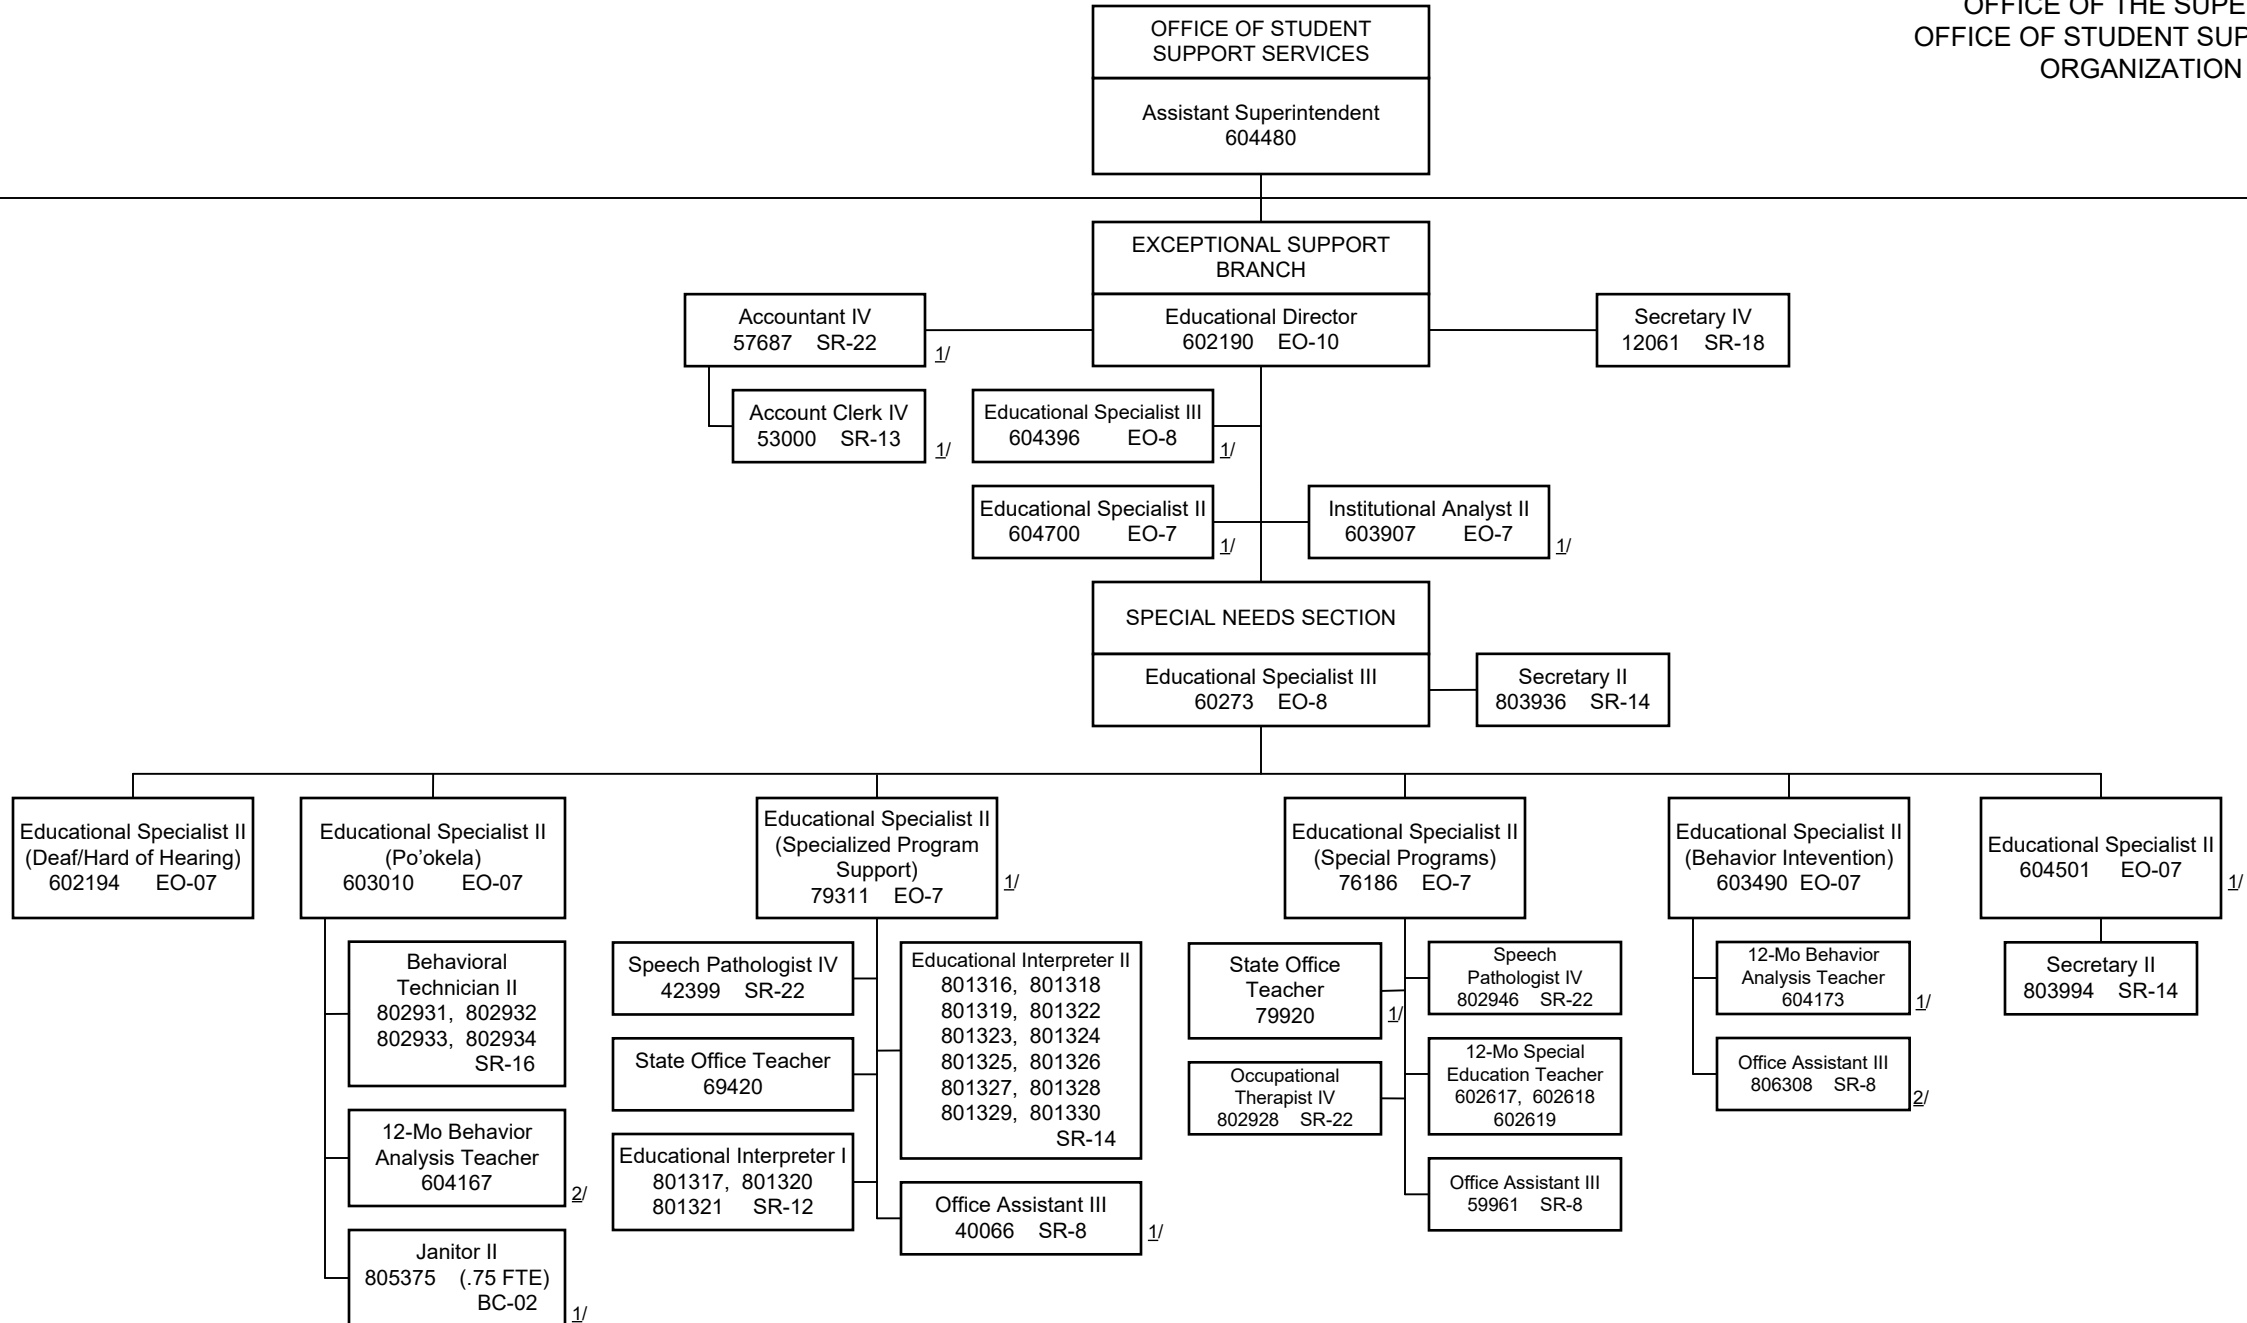 OFFICE OF THE SUPE
OFFICE OF STUDENT SUP
ORGANIZATION
OFFICE OF STUDENT
SUPPORT SERVICES
Assistant Superintendent
604480
EXCEPTIONAL SUPPORT
BRANCH
Educational Director
602190 EO-10
Accountant IV
57687 SR-22
1/
Secretary IV
12061 SR-18
Account Clerk IV
53000 SR-13
1/
Educational Specialist III
604396 EO-8
1/
Educational Specialist II
604700 EO-7
1/
Institutional Analyst II
603907 EO-7
1/
SPECIAL NEEDS SECTION
Educational Specialist III
60273 EO-8
Secretary II
803936 SR-14
Educational Specialist II
(Deaf/Hard of Hearing)
602194 EO-07
Educational Specialist II
(Po’okela)
603010 EO-07
Behavioral
Technician II
802931, 802932
802933, 802934
SR-16
12-Mo Behavior
Analysis Teacher
604167
2/
Janitor II
805375 (.75 FTE)
BC-02
1/
Educational Specialist II
(Specialized Program
Support)
79311 EO-7
1/
Speech Pathologist IV
42399 SR-22
State Office Teacher
69420
Educational Interpreter I
801317, 801320
801321 SR-12
Educational Interpreter II
801316, 801318
801319, 801322
801323, 801324
801325, 801326
801327, 801328
801329, 801330
SR-14
Office Assistant III
40066 SR-8
1/
Educational Specialist II
(Special Programs)
76186 EO-7
State Office
Teacher
79920
1/
Occupational
Therapist IV
802928 SR-22
Speech
Pathologist IV
802946 SR-22
12-Mo Special
Education Teacher
602617, 602618
602619
Office Assistant III
59961 SR-8
Educational Specialist II
(Behavior Intevention)
603490 EO-07
12-Mo Behavior
Analysis Teacher
604173
1/
Office Assistant III
806308 SR-8
2/
Educational Specialist II
604501 EO-07
1/
Secretary II
803994 SR-14